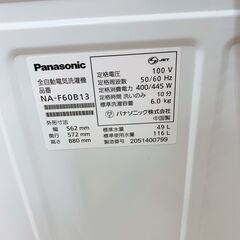 Panasonic
全自動電気洗濯機
品番
NA-F60B13
外形寸法
幅 562 mm
奥行 572 mm
高さ 880 mm
JET
定格電圧 100 V
定格周波数 50/60 Hz
定格消費電力 400/445 W
定格時間 洗いのみ 10 分
標準洗濯容量 6.0 kg
パナソニック株式会社
中国製
標準水量 49 L
標準使用水量 116 L
製造番号 2051400799